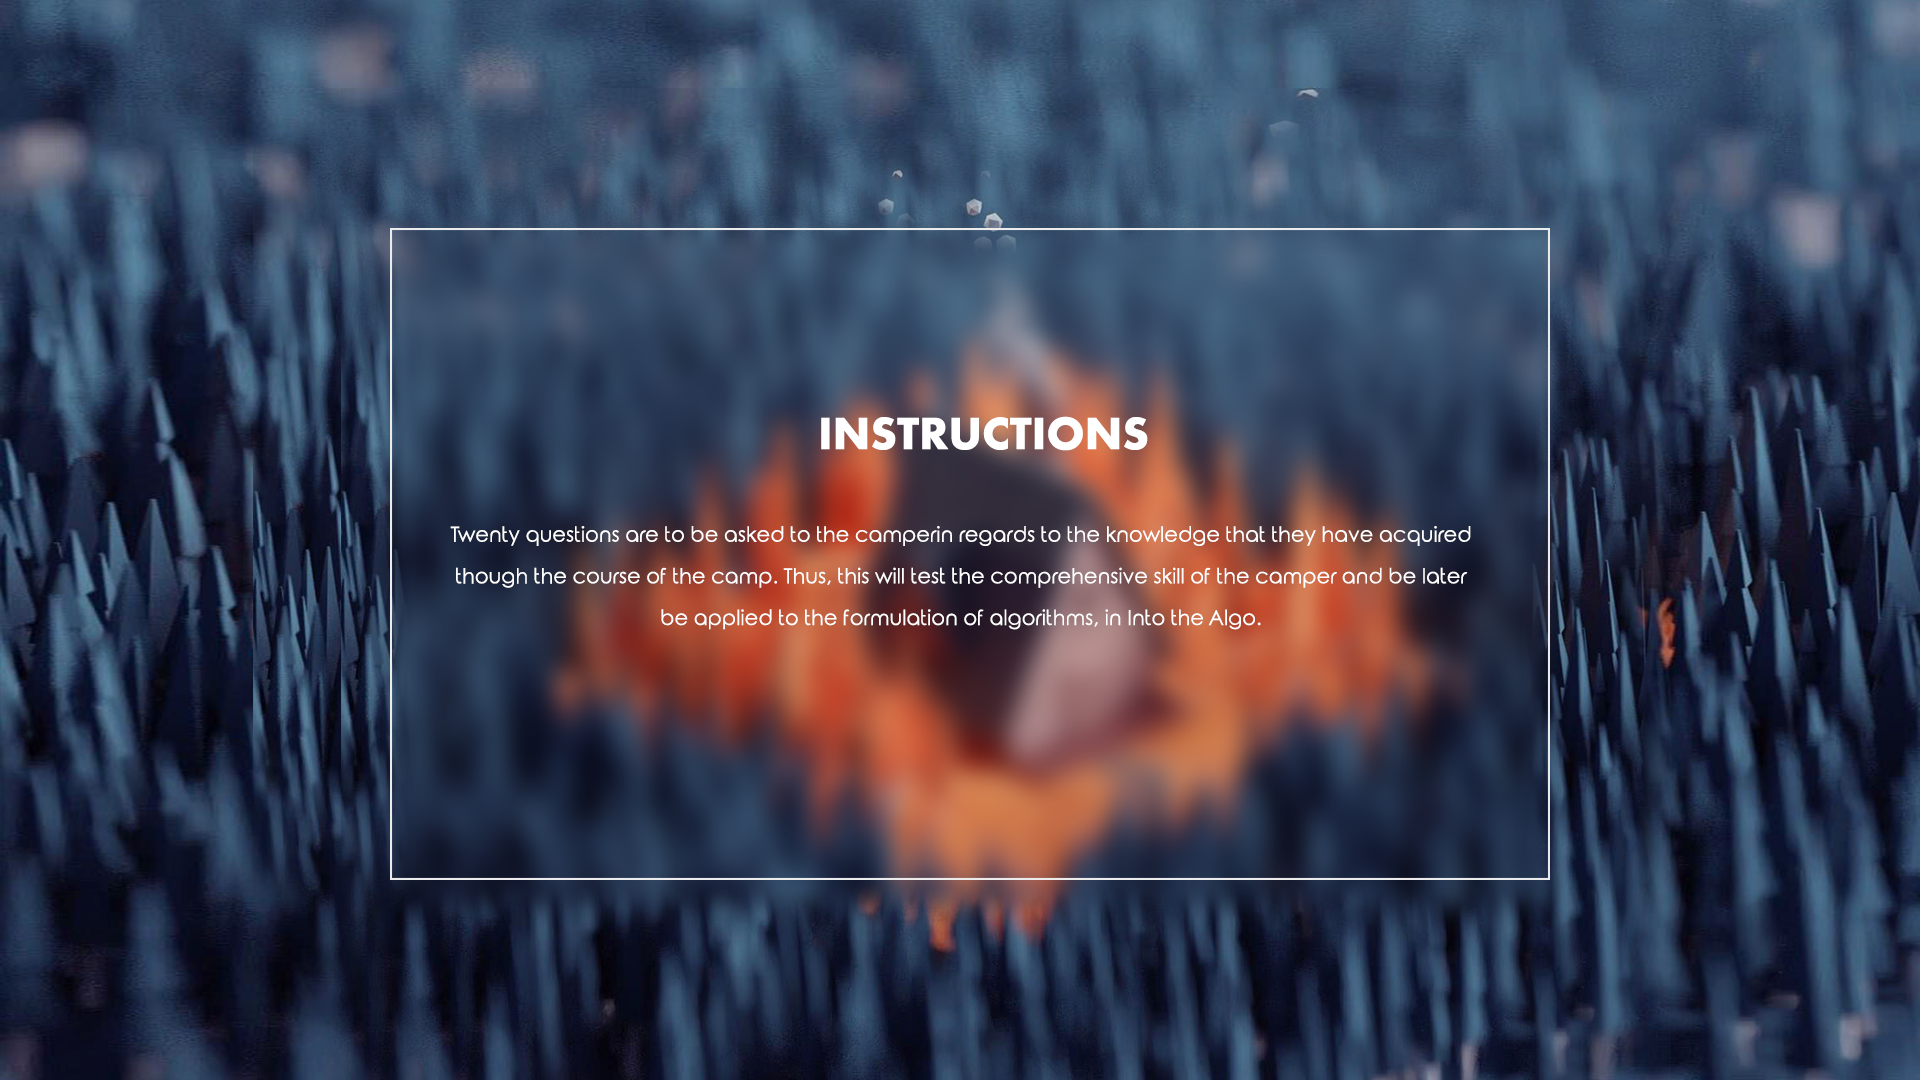 INSTRUCTIONS
Twenty questions are to be asked to the camperin regards to the knowledge that they have acquired
though the course of the camp. Thus, this will test the comprehensive skill of the camper and be later
be applied to the formulation of algorithms, in Into the Algo.